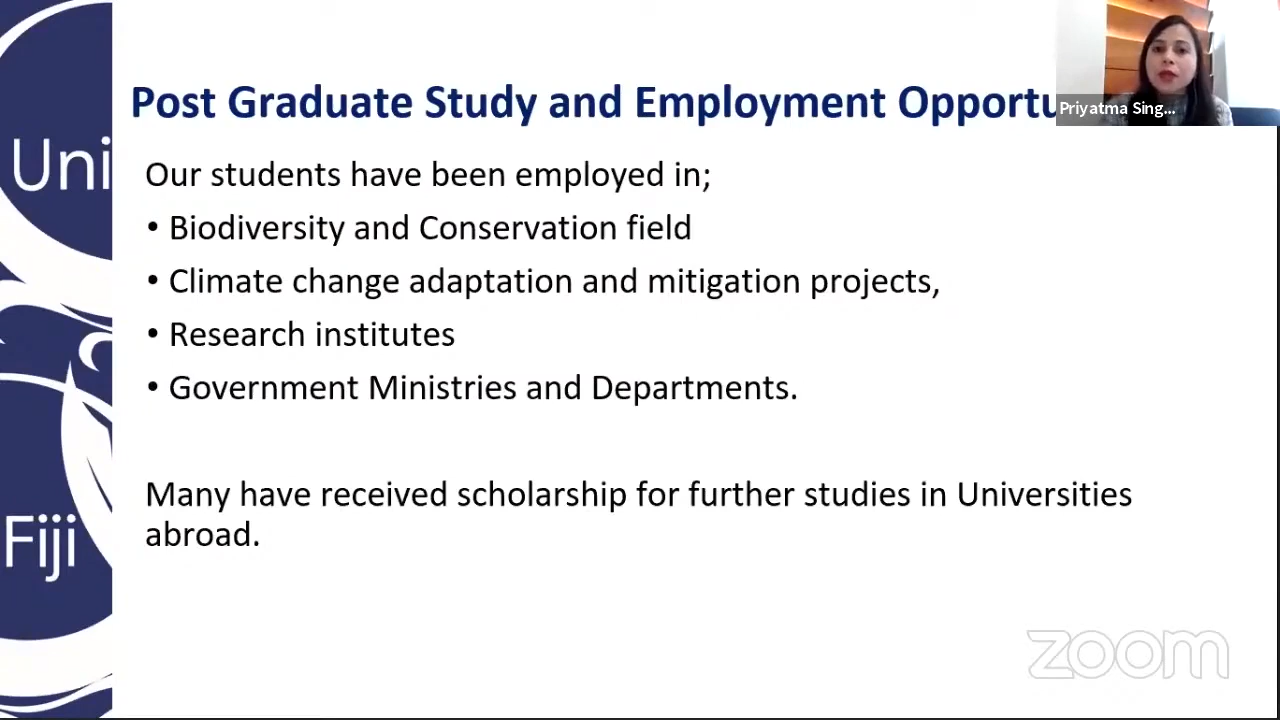 Post Graduate Study and Employment Opportu
Priyatma Sing...
Uni
Our students have been employed in;
• Biodiversity and Conservation field
• Climate change adaptation and mitigation projects,
• Research institutes
• Government Ministries and Departments.
Many have received scholarship for further studies in Universities
abroad.
Fiji
zoom